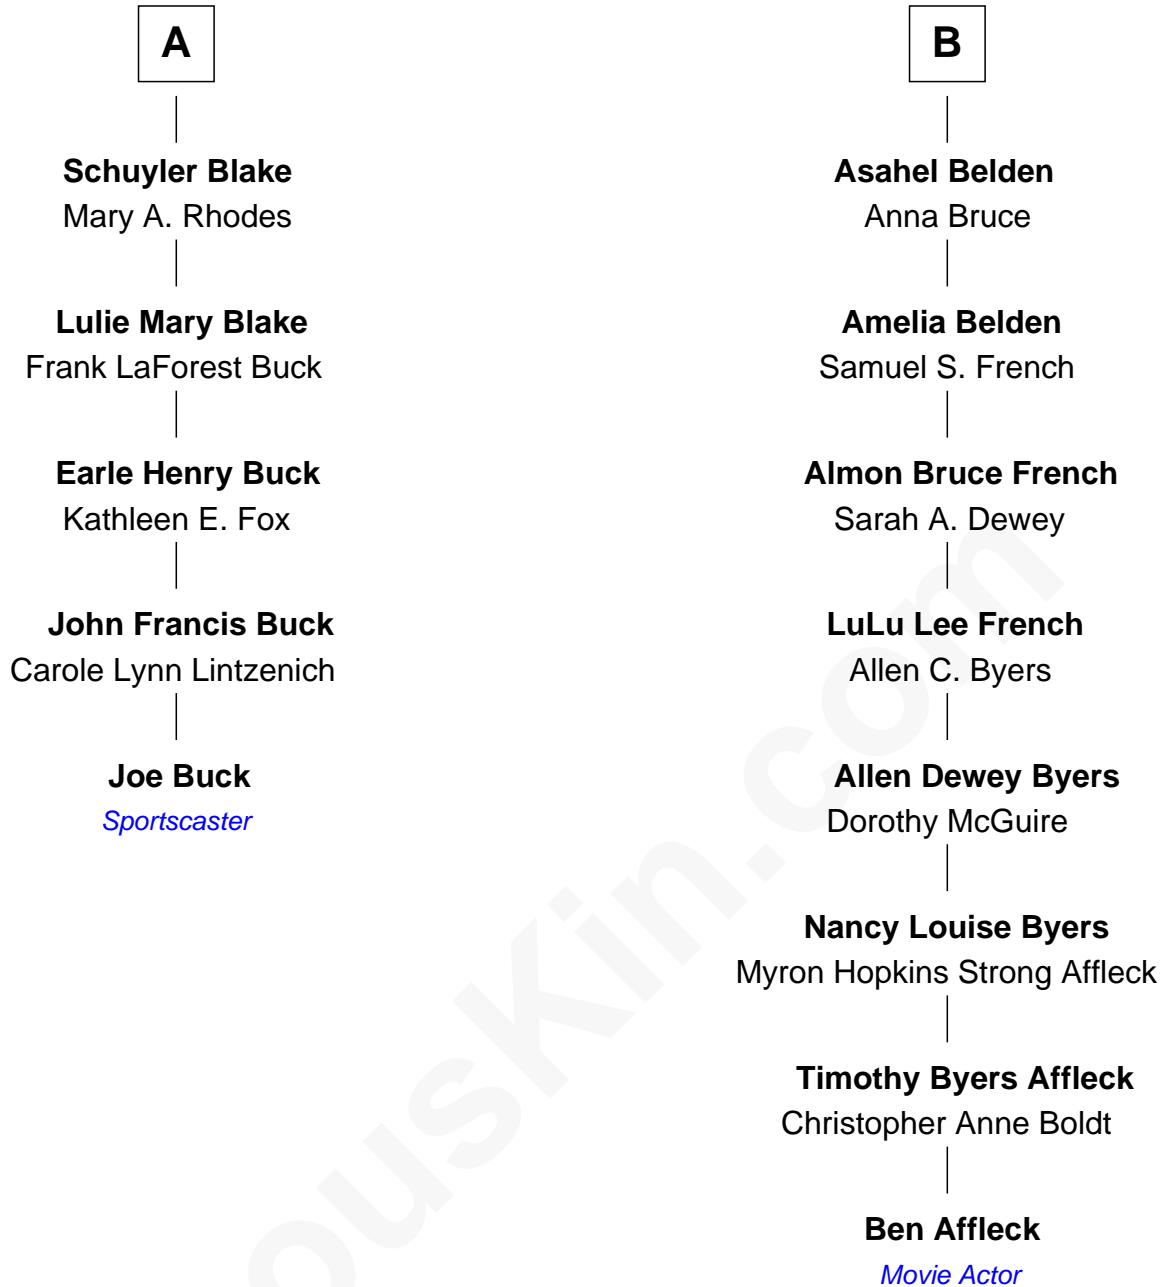 A
Schuyler Blake
Mary A. Rhodes
Lulie Mary Blake
Frank LaForest Buck
Earle Henry Buck
Kathleen E. Fox
John Francis Buck
Carole Lynn Lintzenich
Joe Buck
Sportscaster
B
Asahel Belden
Anna Bruce
Amelia Belden
Samuel S. French
Almon Bruce French
Sarah A. Dewey
LuLu Lee French
Allen C. Byers
Allen Dewey Byers
Dorothy McGuire
Nancy Louise Byers
Myron Hopkins Strong Affleck
Timothy Byers Affleck
Christopher Anne Boldt
Ben Affleck
Movie Actor
ousKin.com